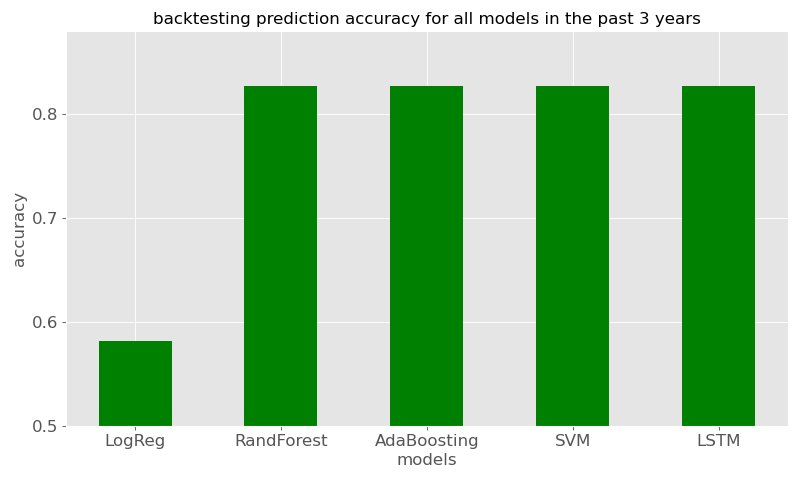 backtesting prediction accuracy for all models in the past 3 years
accuracy
0.8
0.7
0.6
0.5
LogReg RandForest AdaBoosting SVM LSTM
models